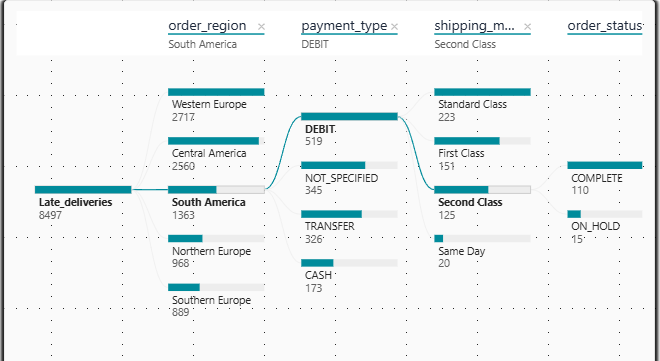 order_region ×
South America
payment_type ×
DEBIT
shipping_m... ×
Second Class
order_status
Late_deliveries
8497
Western Europe
2717
Central America
2560
South America
1363
Northern Europe
968
Southern Europe
889
DEBIT
519
NOT_SPECIFIED
345
TRANSFER
326
CASH
173
Standard Class
223
First Class
151
Second Class
125
Same Day
20
COMPLETE
110
ON_HOLD
15